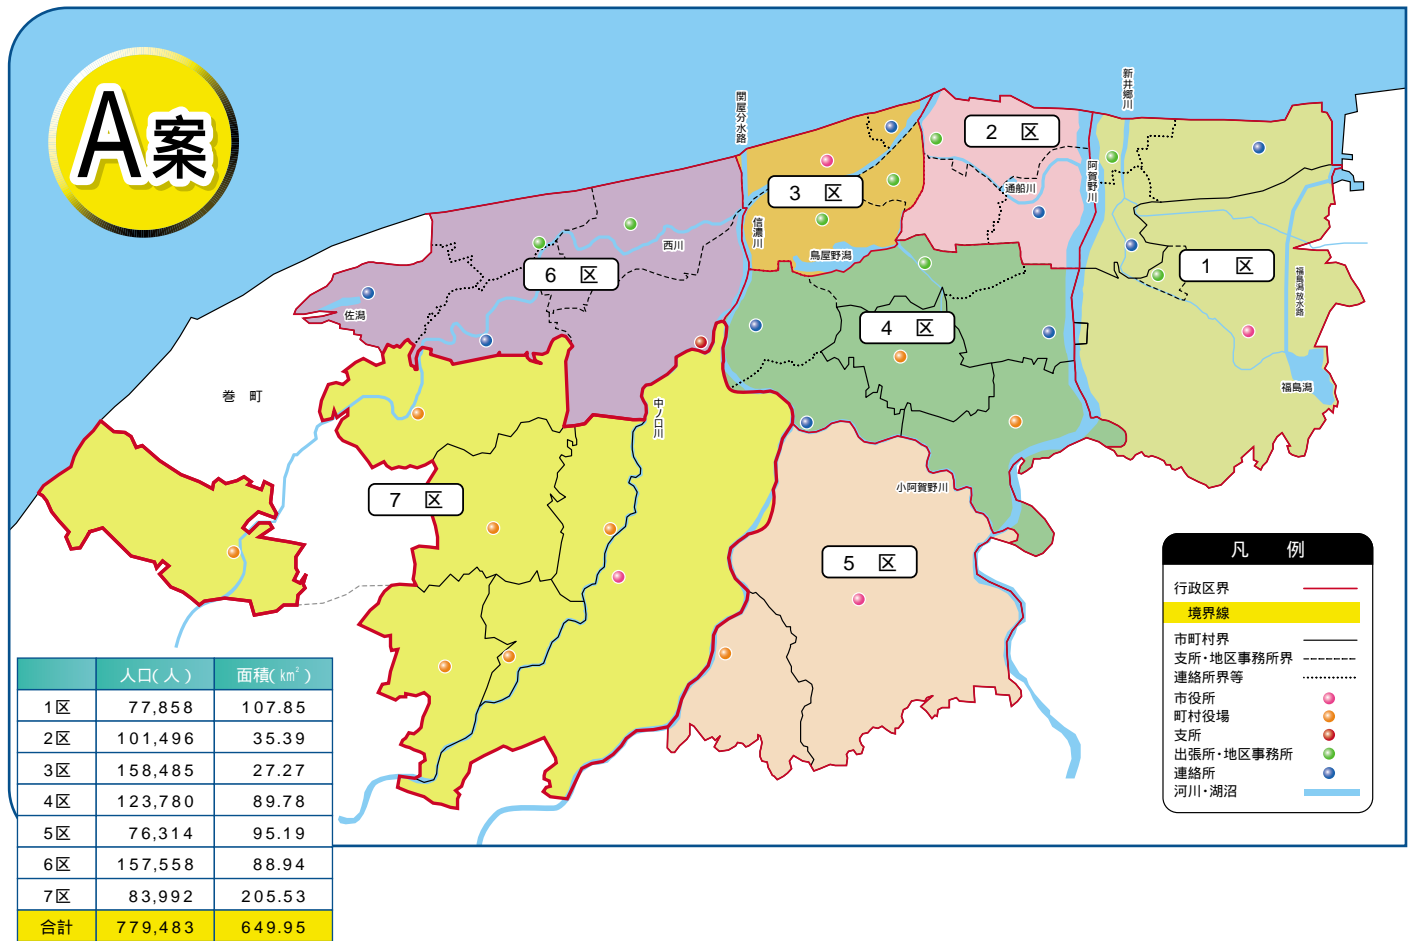 A案
新井郷川
関屋分水路
2 区
阿賀野川
通船川
3 区
信濃川
鳥屋野潟
西川
6 区
1 区
福島潟放水路
佐潟
4 区
福島潟
巻 町
中ノ口川
7 区
小阿賀野川
5 区
凡 例
行政区界
境界線
市町村界
支所・地区事務所界
連絡所界等
市役所
町村役場
支所
出張所・地区事務所
連絡所
河川・湖沼
人口(人) 面積(km²)
1区 77,858 107.85
2区 101,496 35.39
3区 158,485 27.27
4区 123,780 89.78
5区 76,314 95.19
6区 157,558 88.94
7区 83,992 205.53
合計 779,483 649.95